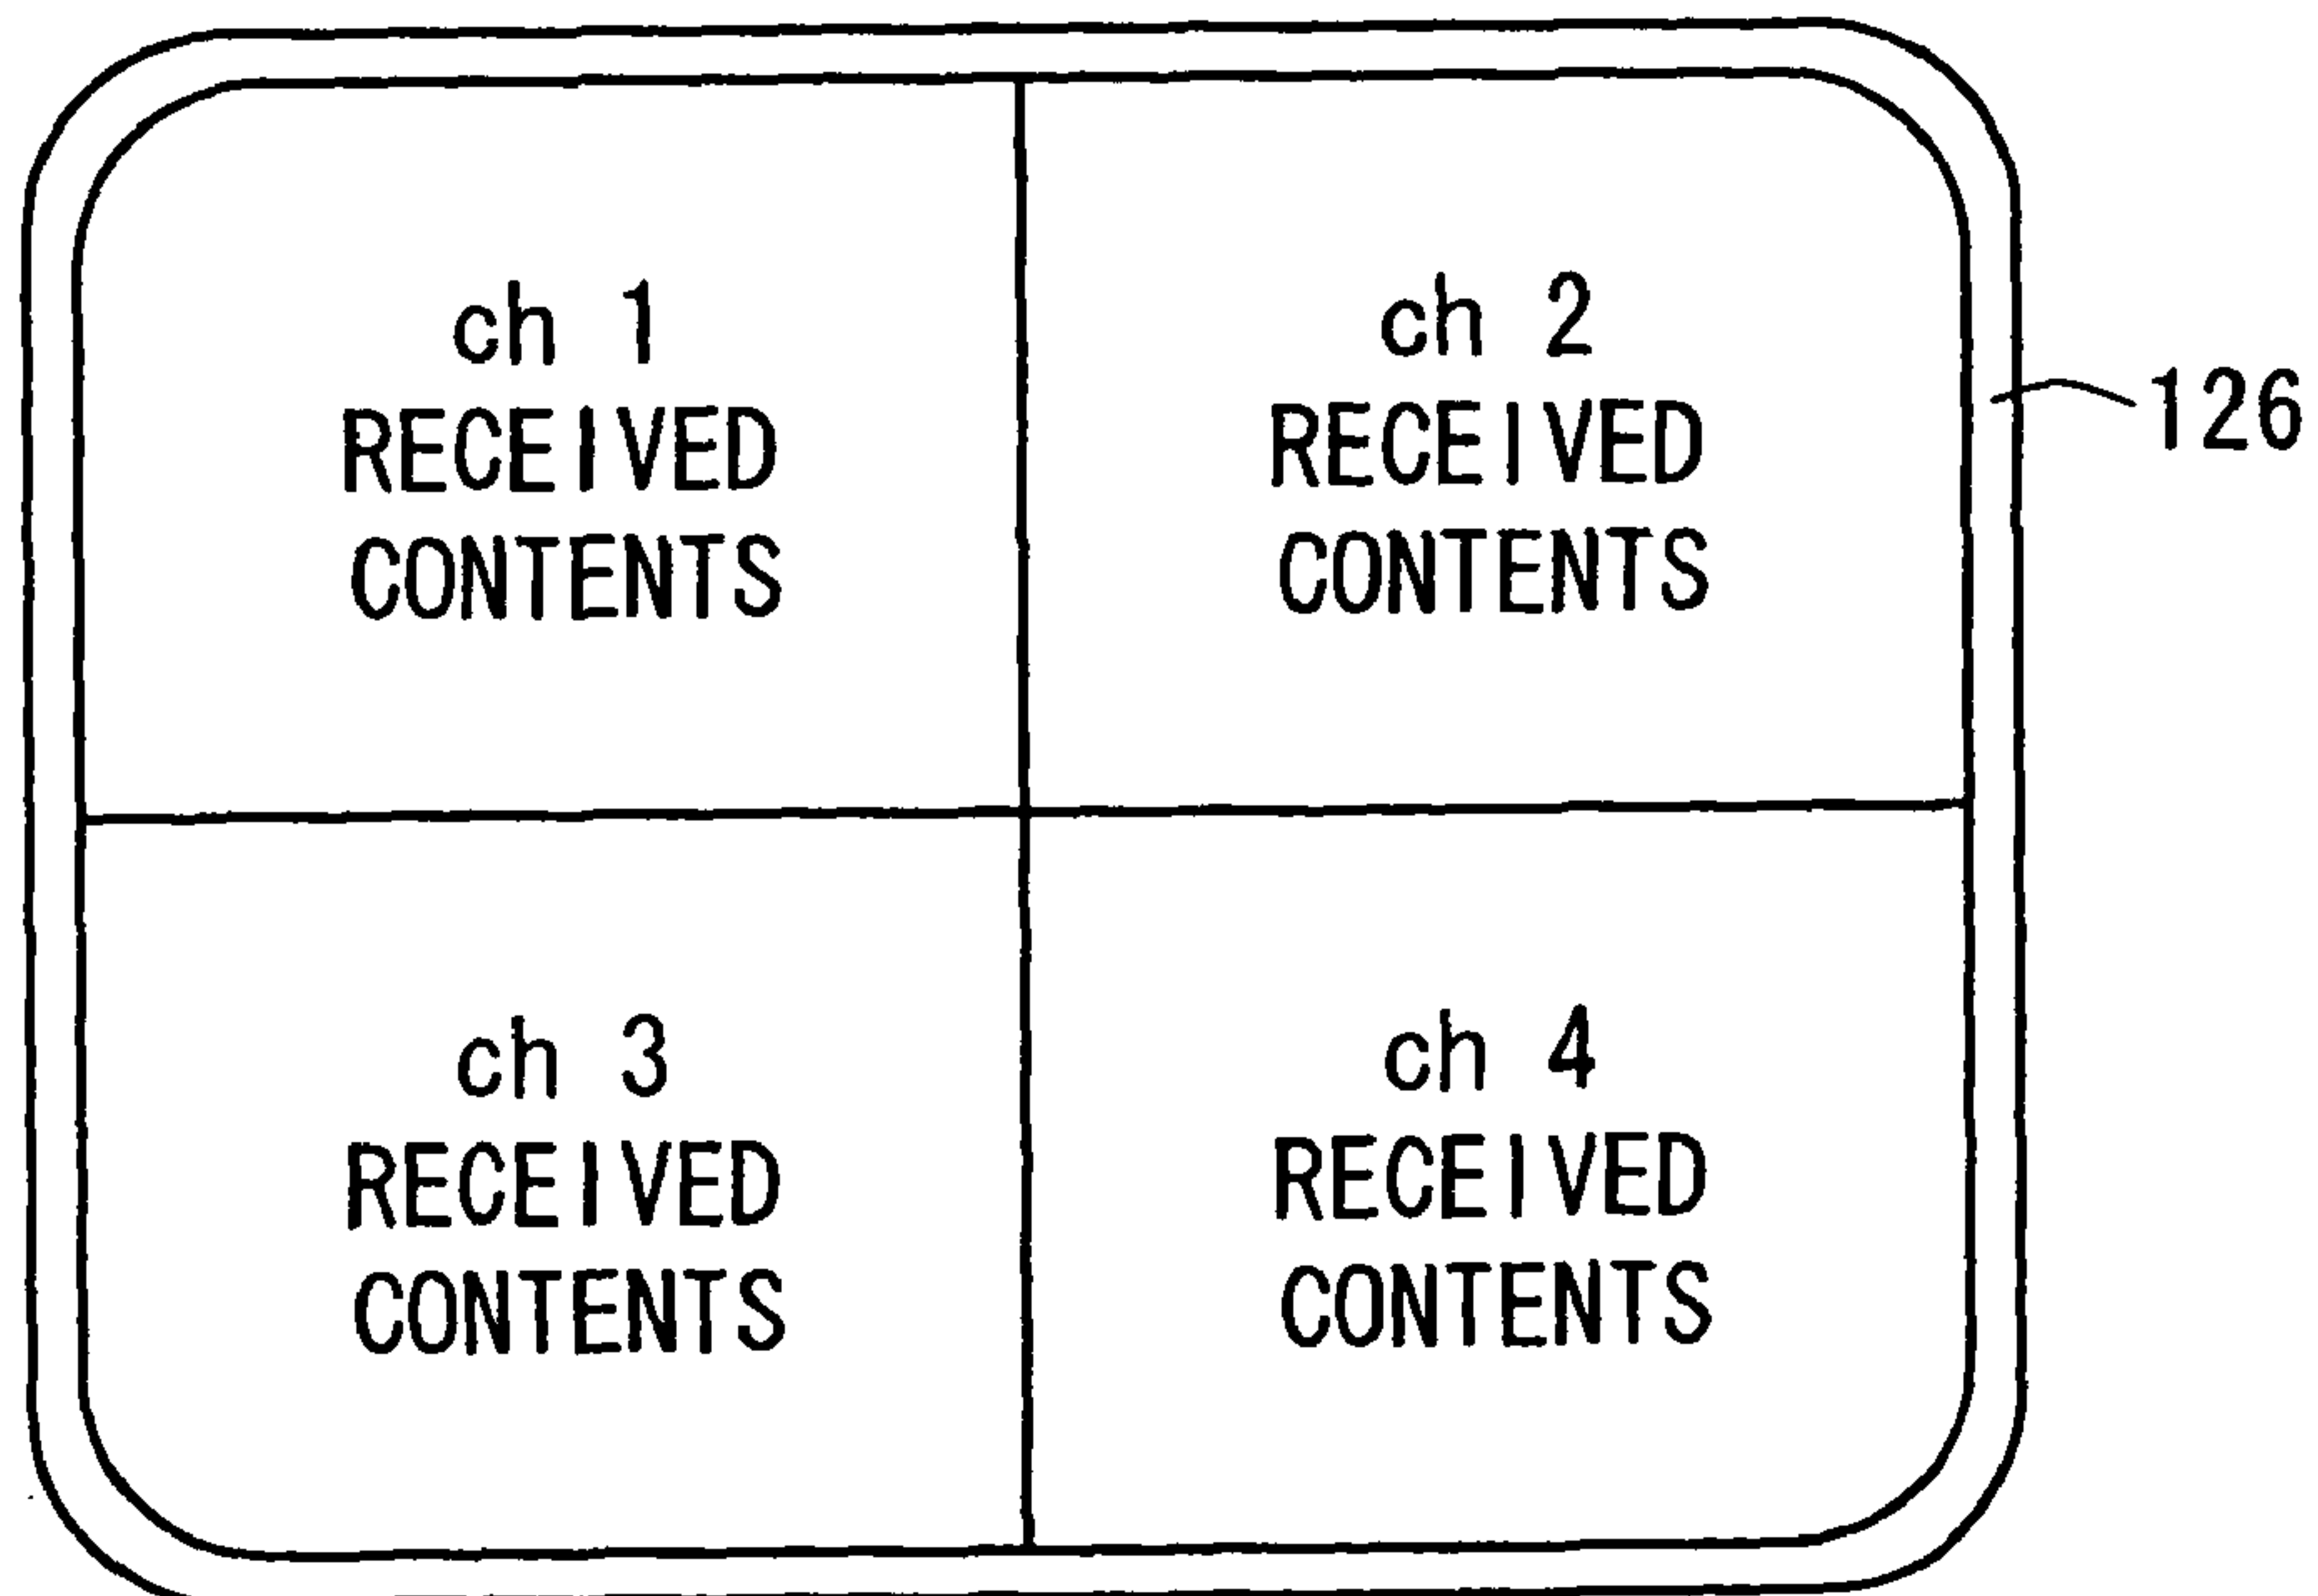 ch 1
RECEIVED
CONTENTS
ch 2
RECEIVED
CONTENTS
126
ch 3
RECEIVED
CONTENTS
ch 4
RECEIVED
CONTENTS